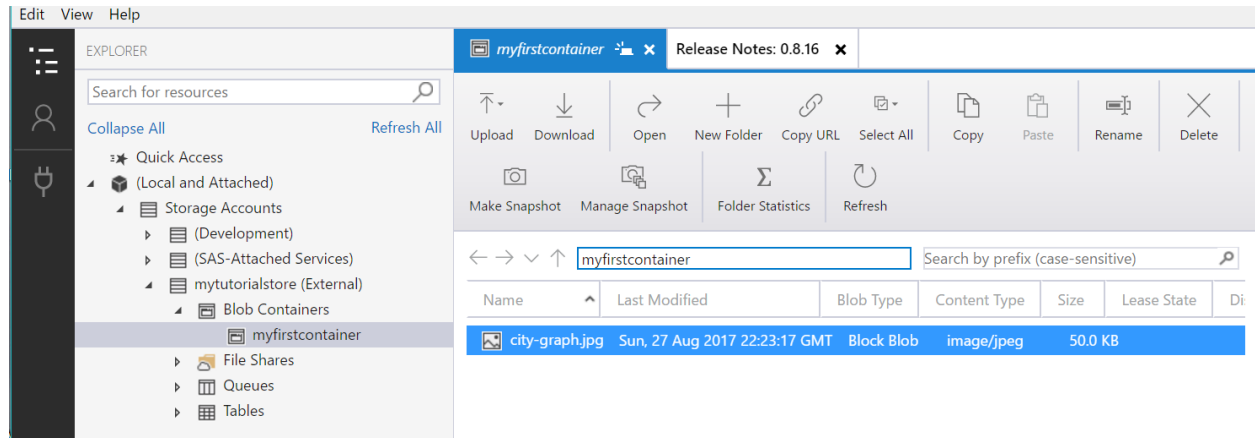 Edit View Help
EXPLORER
Search for resources
Collapse All Refresh All
Quick Access
(Local and Attached)
Storage Accounts
(Development)
(SAS-Attached Services)
mytutorialstore (External)
Blob Containers
myfirstcontainer
File Shares
Queues
Tables
myfirstcontainer Release Notes: 0.8.16
Upload Download Open New Folder Copy URL Select All Copy Paste Rename Delete
Make Snapshot Manage Snapshot Folder Statistics Refresh
myfirstcontainer Search by prefix (case-sensitive)
Name Last Modified Blob Type Content Type Size Lease State Di
city-graph.jpg Sun, 27 Aug 2017 22:23:17 GMT Block Blob image/jpeg 50.0 KB